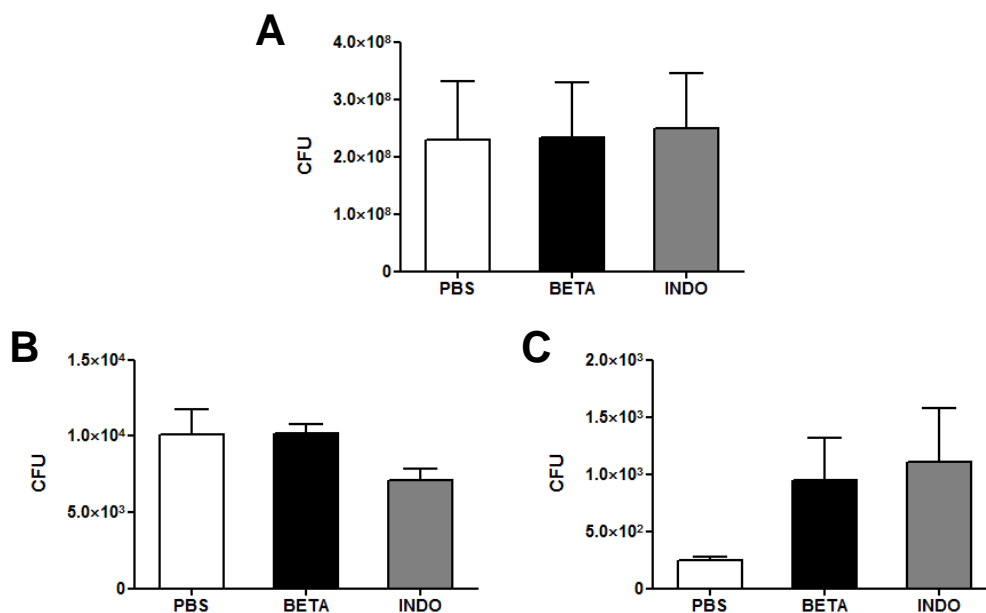 A
4.0×10⁸
3.0×10⁸
2.0×10⁸
1.0×10⁸
0
CFU
PBS BETA INDO
B
1.5×10⁴
1.0×10⁴
5.0×10³
0
CFU
PBS BETA INDO
C
2.0×10³
1.5×10³
1.0×10³
5.0×10²
0
CFU
PBS BETA INDO